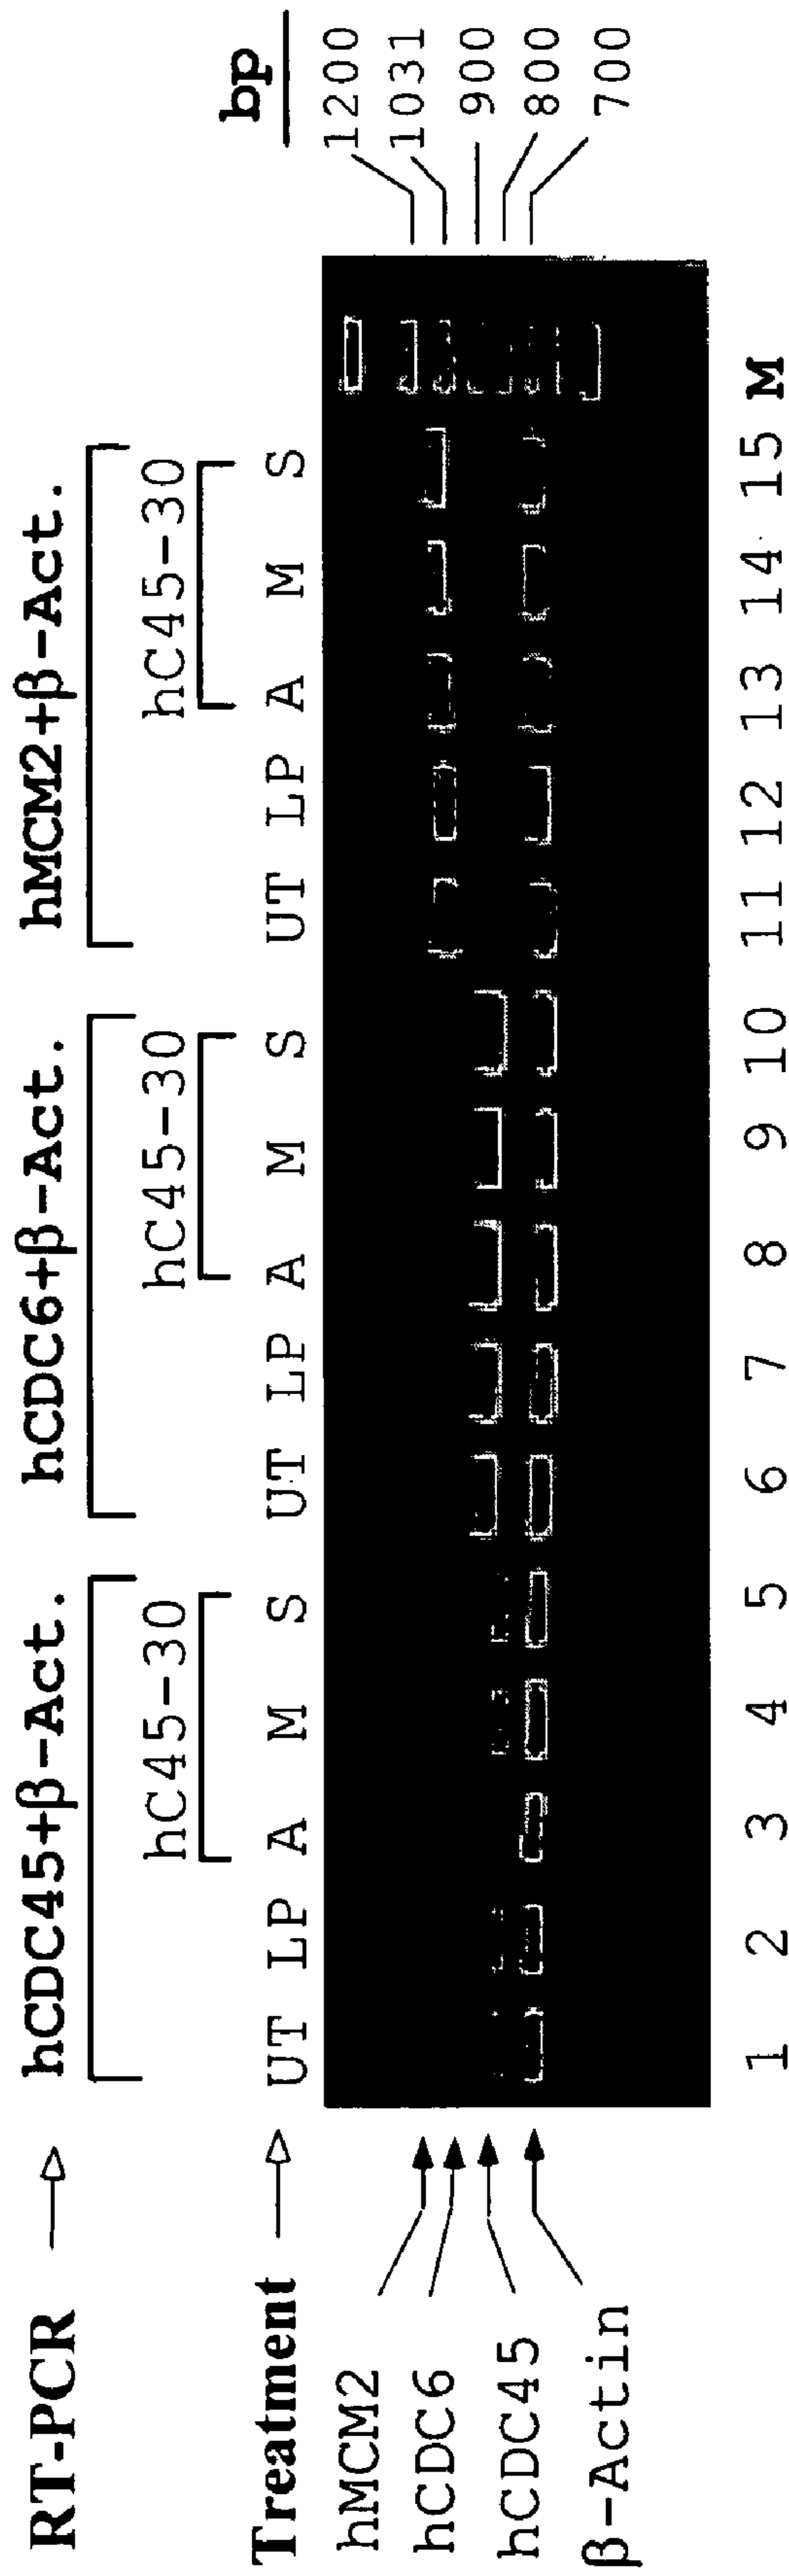 RT-PCR
hCDC45+β-Act.
hCDC6+β-Act.
hMCM2+β-Act.
hC45-30
hC45-30
hC45-30
bp
Treatment
UT LP A M S
UT LP A M S
UT LP A M S
hMCM2
hCDC6
hCDC45
β-Actin
1200
1031
900
800
700
1 2 3 4 5 6 7 8 9 10 11 12 13 14 15 M